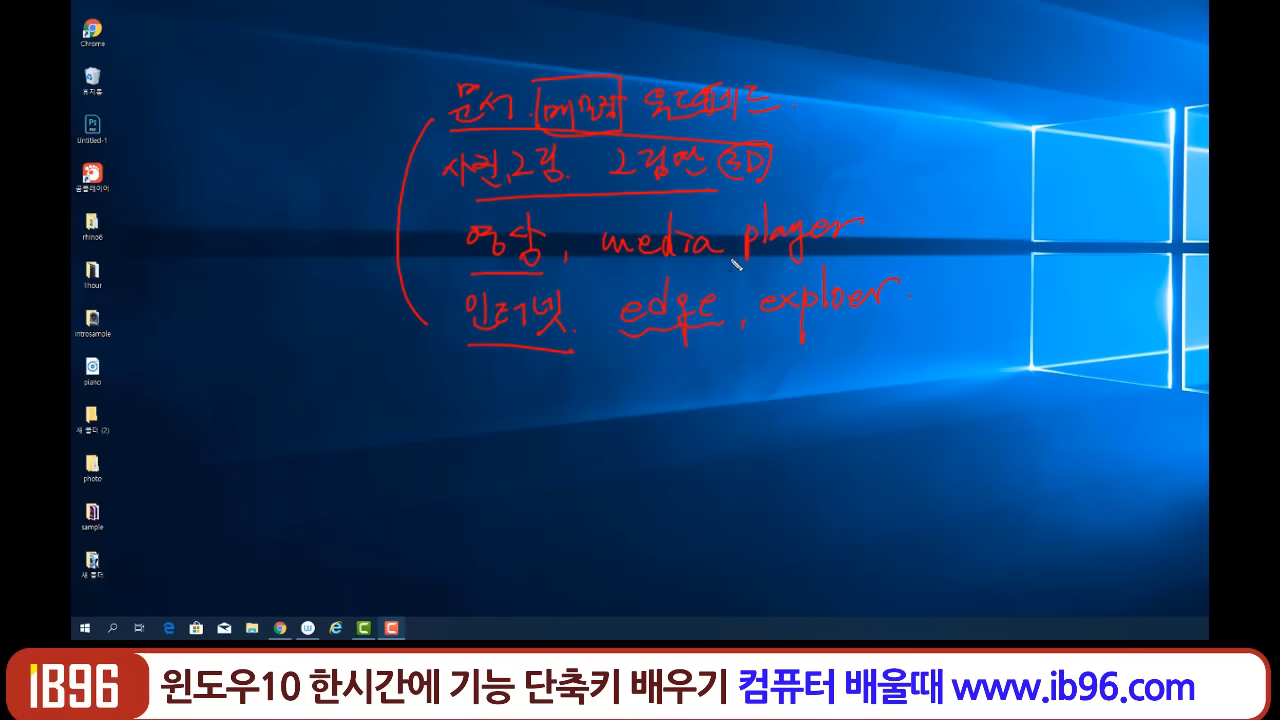 Chrome
휴지통
Untitled-1
곰플레이어
rhino6
1hour
introsample
piano
새 폴더 (2)
photo
sample
새 폴더
문서. 메모장 워드패드.
사진,그림. 그림판 3D
영상, media player
인터넷. edge, exploer.
IB96 윈도우10 한시간에 기능 단축키 배우기 컴퓨터 배울때 www.ib96.com